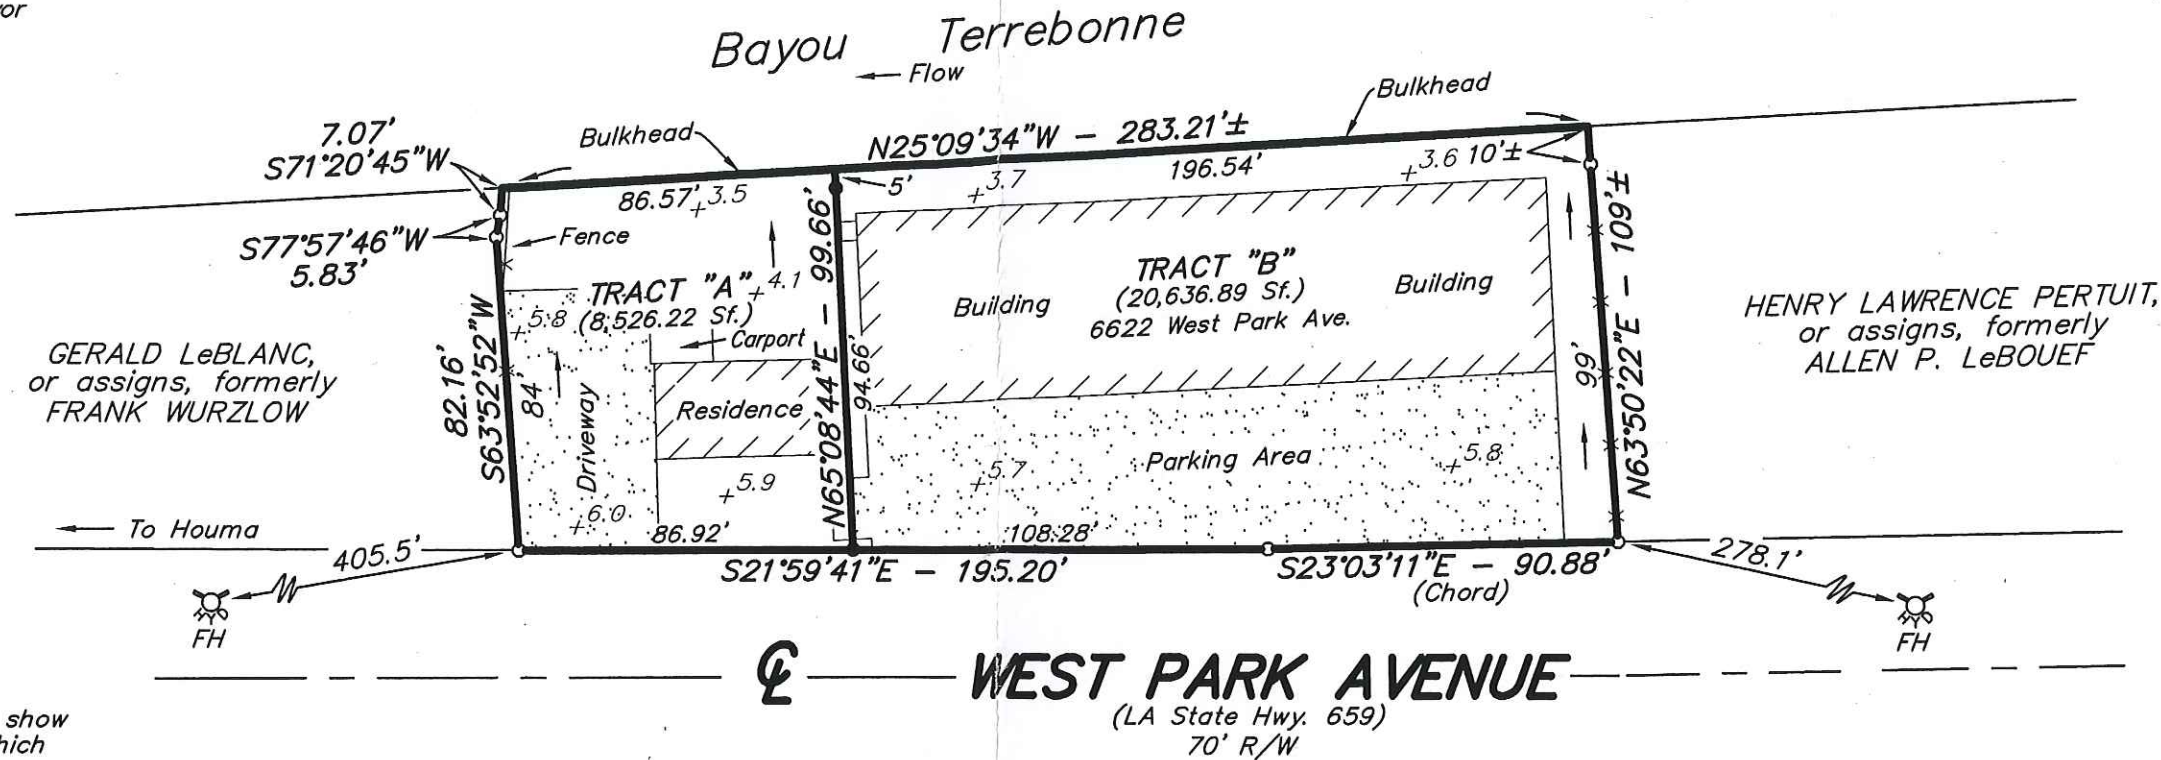 or
Bayou Terrebonne
Flow
Bulkhead
7.07'
S71°20'45"W
Bulkhead
N25°09'34"W - 283.21'±
86.57'
+3.5
5'
+3.7
196.54'
+3.6
10'±
S77°57'46"W
5.83'
Fence
TRACT "A"
(8,526.22 Sf.)
+4.1
+5.8
Carport
N65°08'44"E - 99.66'
94.66'
Building
TRACT "B"
(20,636.89 Sf.)
6622 West Park Ave.
Building
N63°50'22"E - 109'±
99'
HENRY LAWRENCE PERTUIT,
or assigns, formerly
ALLEN P. LeBOUEF
GERALD LeBLANC,
or assigns, formerly
FRANK WURZLOW
82.16'
S63°52'52"W
84'
Driveway
Residence
+5.9
+6.0
Parking Area
+5.7
+5.8
To Houma
405.5'
86.92'
108.28'
S21°59'41"E - 195.20'
S23°03'11"E - 90.88'
(Chord)
278.1'
FH
FH
℄ WEST PARK AVENUE
(LA State Hwy. 659)
70' R/W
show
hich